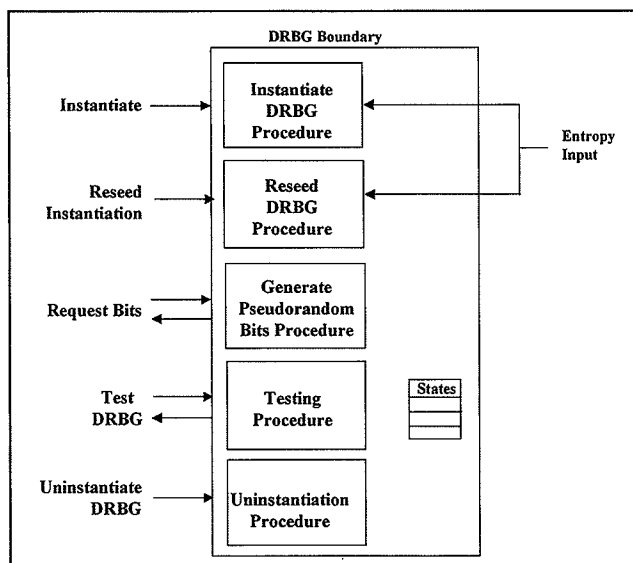 DRBG Boundary
Instantiate
Instantiate
DRBG
Procedure
Entropy
Input
Reseed
Instantiation
Reseed
DRBG
Procedure
Request Bits
Generate
Pseudorandom
Bits Procedure
Test
DRBG
Testing
Procedure
States
Uninstantiate
DRBG
Uninstantiation
Procedure